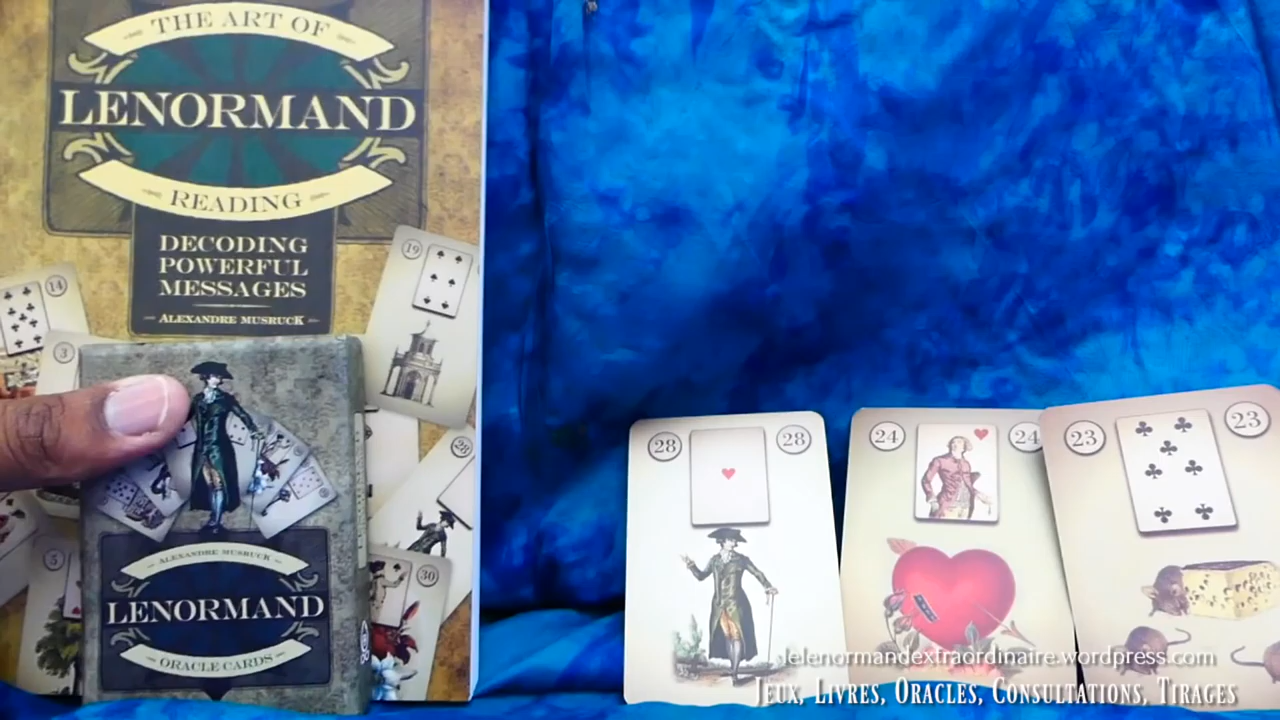 THE ART OF
LENORMAND
READING
DECODING
POWERFUL
MESSAGES
ALEXANDRE MUSRUCK
19
14
3
28
5
30
ALEXANDRE MUSRUCK
LENORMAND
ORACLE CARDS
28 28
24 24
23 23
lelenormandextraordinaire.wordpress.com
Jeux, Livres, Oracles, Consultations, Tirages